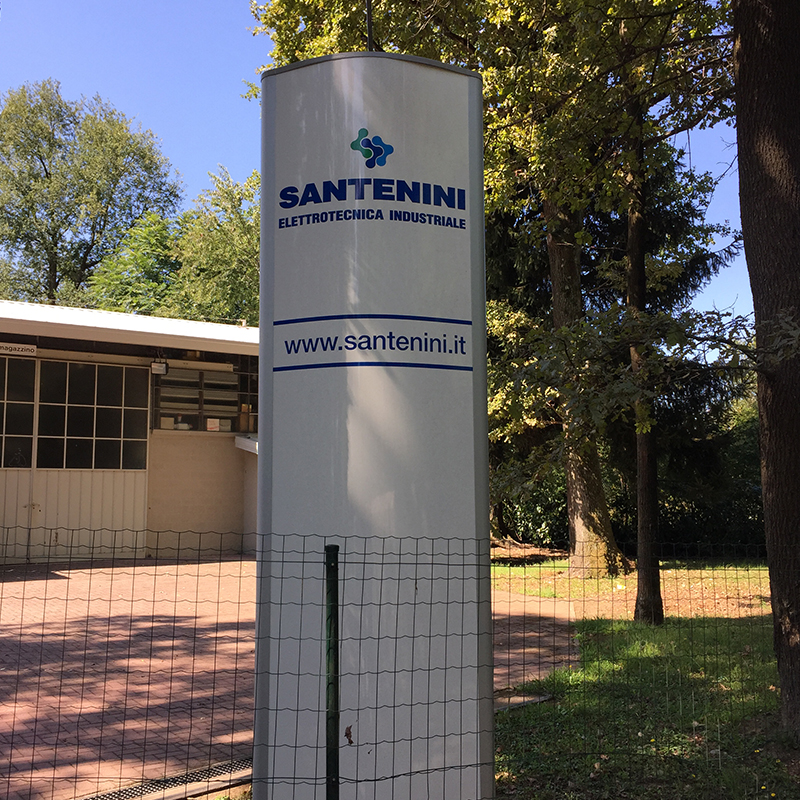 SANTENINI
ELETTROTECNICA INDUSTRIALE
www.santenini.it
magazzino